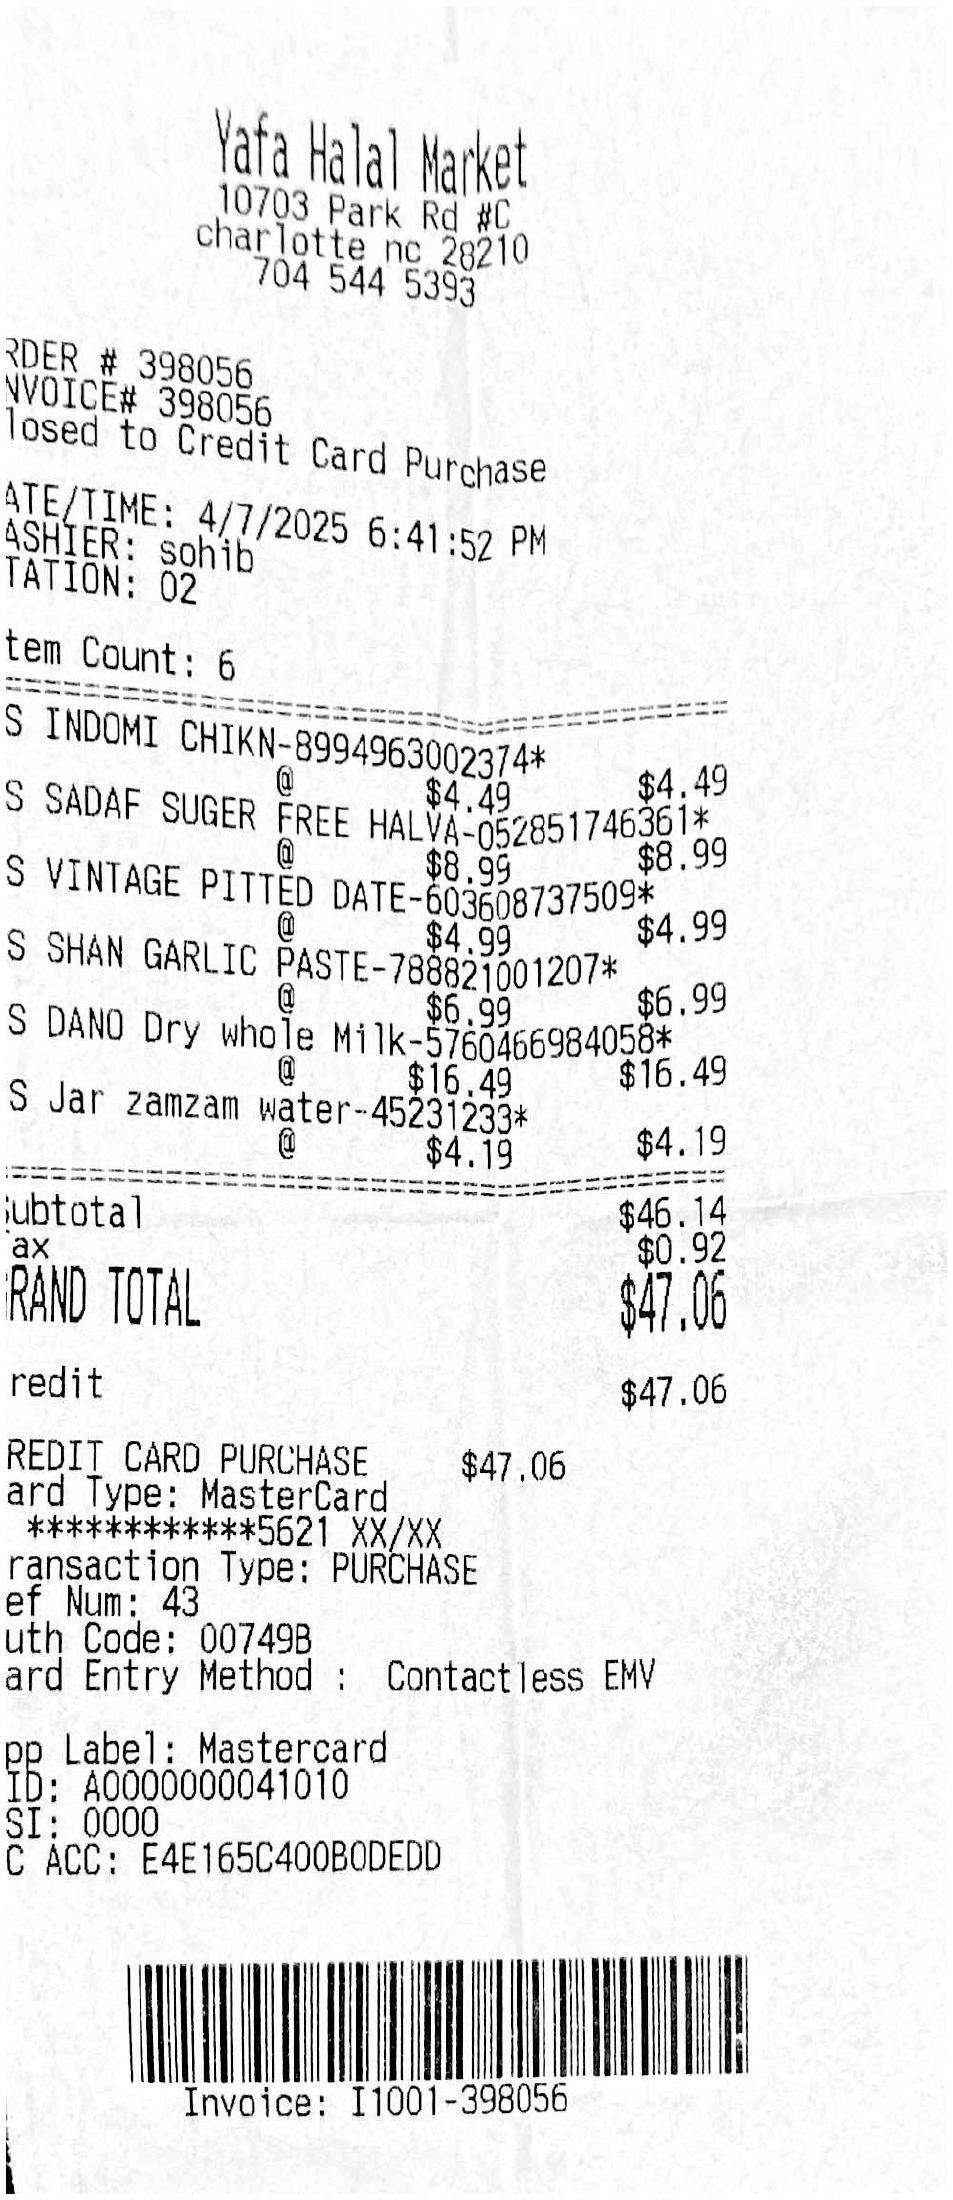 Yafa Halal Market
10703 Park Rd #C
charlotte nc 28210
704 544 5393
RDER # 398056
NVOICE# 398056
losed to Credit Card Purchase
ATE/TIME: 4/7/2025 6:41:52 PM
ASHIER: sohib
TATION: 02
tem Count: 6
S INDOMI CHIKN-8994963002374*
@ $4.49 $4.49
S SADAF SUGER FREE HALVA-052851746361*
@ $8.99 $8.99
S VINTAGE PITTED DATE-603608737509*
@ $4.99 $4.99
S SHAN GARLIC PASTE-788821001207*
@ $6.99 $6.99
S DANO Dry whole Milk-5760466984058*
@ $16.49 $16.49
S Jar zamzam water-45231233*
@ $4.19 $4.19
ubtotal $46.14
ax $0.92
RAND TOTAL $47.06
redit $47.06
REDIT CARD PURCHASE $47.06
ard Type: MasterCard
************5621 XX/XX
ransaction Type: PURCHASE
ef Num: 43
uth Code: 00749B
ard Entry Method : Contactless EMV
pp Label: Mastercard
ID: A0000000041010
SI: 0000
C ACC: E4E165C400B0DEDD
Invoice: I1001-398056